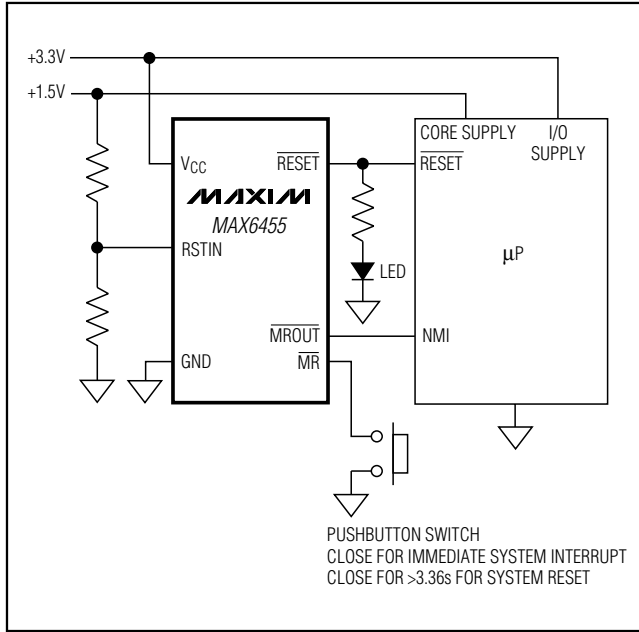 +3.3V
+1.5V
CORE SUPPLY
I/O
SUPPLY
VCC
RESET
RESET
MAXIM
MAX6455
RSTIN
LED
µP
MROUT
NMI
GND
MR
PUSHBUTTON SWITCH
CLOSE FOR IMMEDIATE SYSTEM INTERRUPT
CLOSE FOR >3.36s FOR SYSTEM RESET